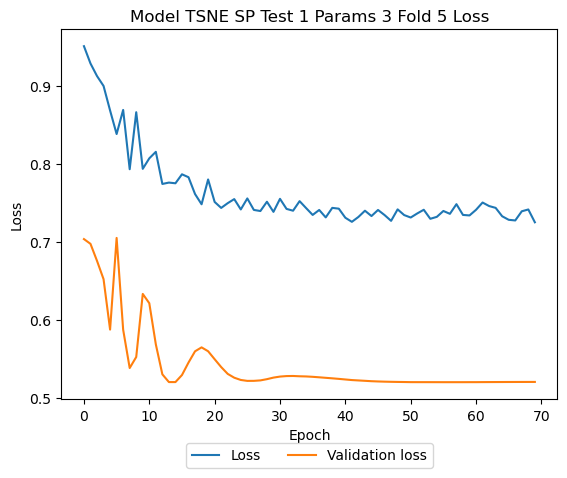 Model TSNE SP Test 1 Params 3 Fold 5 Loss
Loss
0.9
0.8
0.7
0.6
0.5
0 10 20 30 40 50 60 70
Epoch
Loss Validation loss